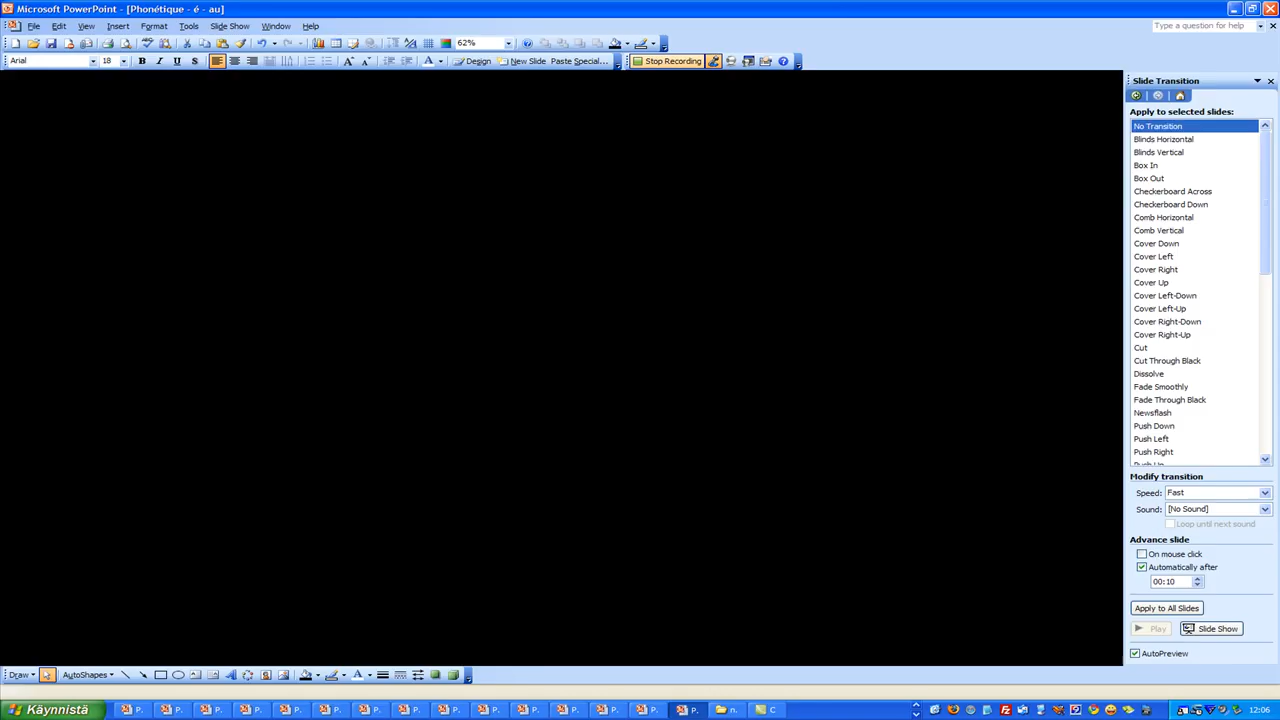 Microsoft PowerPoint - [Phonétique - é - au]
File Edit View Insert Format Tools Slide Show Window Help
Type a question for help
62%
Arial 18 B I U S
A Design New Slide Paste Special...
Stop Recording
Slide Transition
Apply to selected slides:
No Transition
Blinds Horizontal
Blinds Vertical
Box In
Box Out
Checkerboard Across
Checkerboard Down
Comb Horizontal
Comb Vertical
Cover Down
Cover Left
Cover Right
Cover Up
Cover Left-Down
Cover Left-Up
Cover Right-Down
Cover Right-Up
Cut
Cut Through Black
Dissolve
Fade Smoothly
Fade Through Black
Newsflash
Push Down
Push Left
Push Right
Push Up
Modify transition
Speed: Fast
Sound: [No Sound]
Loop until next sound
Advance slide
On mouse click
Automatically after
00:10
Apply to All Slides
Play Slide Show
AutoPreview
Draw AutoShapes
Käynnistä P. P. P. P. P. P. P. P. P. P. P. P. P. P. P. n. C 12:06